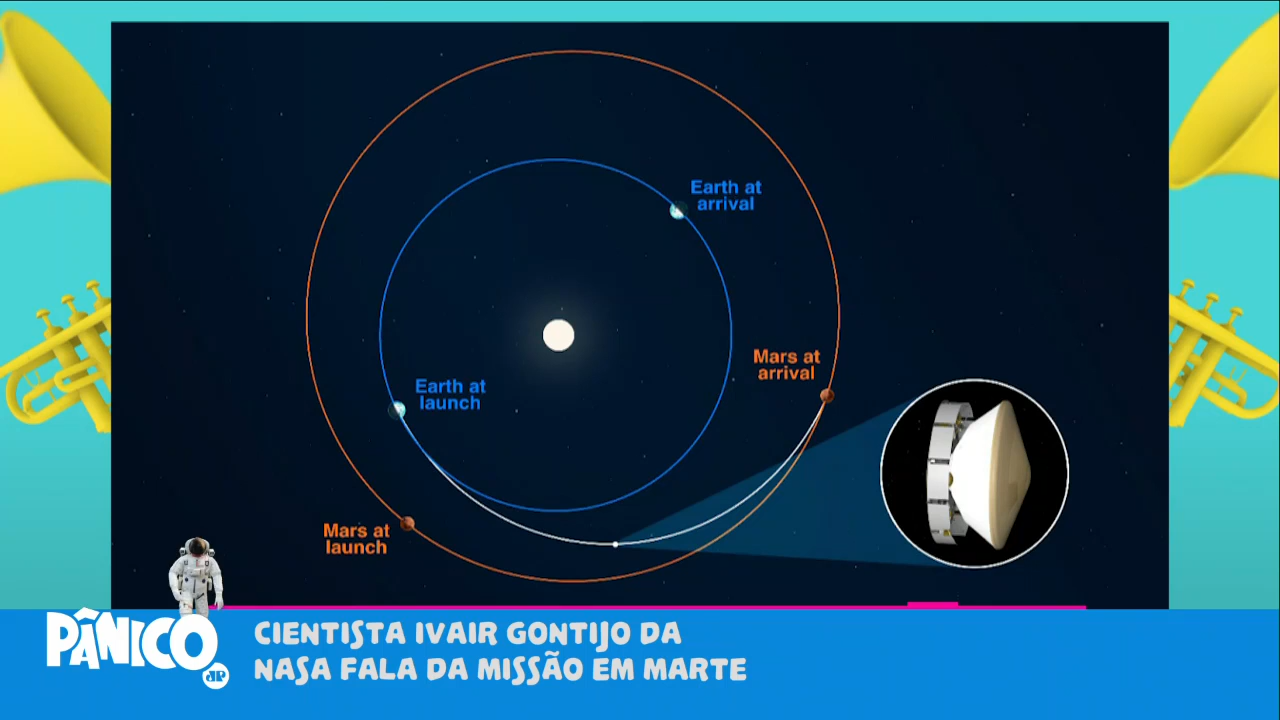 Earth at
arrival
Mars at
arrival
Earth at
launch
Mars at
launch
PÂNICO
JP
CIENTISTA IVAIR GONTIJO DA
NASA FALA DA MISSÃO EM MARTE